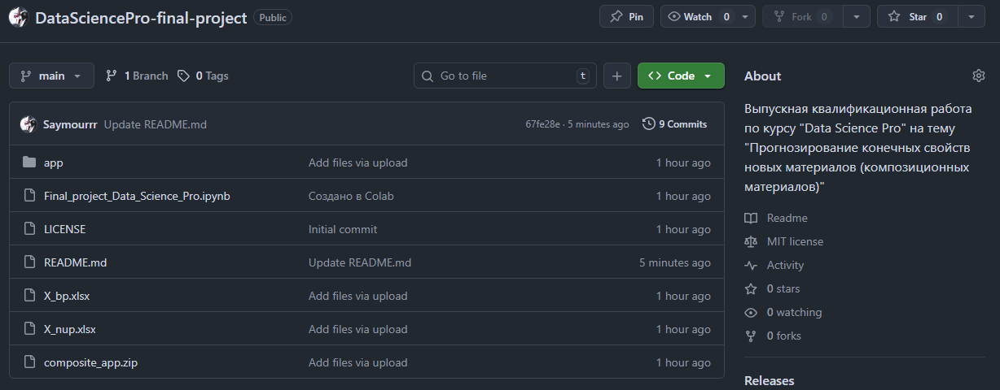 DataSciencePro-final-project Public Pin Watch 0 Fork 0 Star 0
main 1 Branch 0 Tags Go to file t Code
Saymourrr Update README.md 67fe28e · 5 minutes ago 9 Commits
app Add files via upload 1 hour ago
Final_project_Data_Science_Pro.ipynb Создано в Colab 1 hour ago
LICENSE Initial commit 1 hour ago
README.md Update README.md 5 minutes ago
X_bp.xlsx Add files via upload 1 hour ago
X_nup.xlsx Add files via upload 1 hour ago
composite_app.zip Add files via upload 1 hour ago
About
Выпускная квалификационная работа
по курсу "Data Science Pro" на тему
"Прогнозирование конечных свойств
новых материалов (композиционных
материалов)"
Readme
MIT license
Activity
0 stars
0 watching
0 forks
Releases